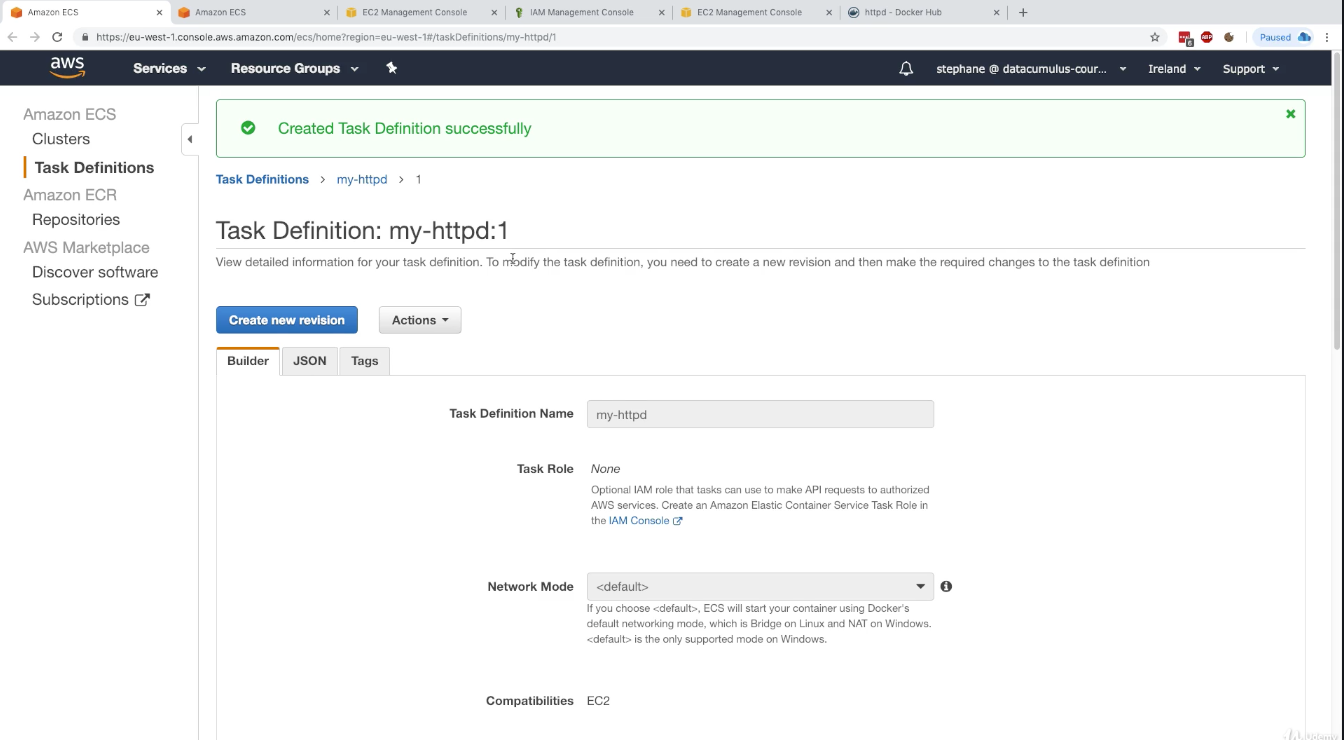 Amazon ECS
Amazon ECS
EC2 Management Console
IAM Management Console
EC2 Management Console
httpd - Docker Hub
https://eu-west-1.console.aws.amazon.com/ecs/home?region=eu-west-1#/taskDefinitions/my-httpd/1
ABP
Paused
aws
Services
Resource Groups
stephane @ datacumulus-cour...
Ireland
Support
Amazon ECS
Clusters
Task Definitions
Amazon ECR
Repositories
AWS Marketplace
Discover software
Subscriptions
Created Task Definition successfully
Task Definitions > my-httpd > 1
Task Definition: my-httpd:1
View detailed information for your task definition. To modify the task definition, you need to create a new revision and then make the required changes to the task definition
Create new revision
Actions
Builder
JSON
Tags
Task Definition Name
my-httpd
Task Role
None
Optional IAM role that tasks can use to make API requests to authorized
AWS services. Create an Amazon Elastic Container Service Task Role in
the IAM Console
Network Mode
<default>
If you choose <default>, ECS will start your container using Docker's
default networking mode, which is Bridge on Linux and NAT on Windows.
<default> is the only supported mode on Windows.
Compatibilities
EC2
Udemy